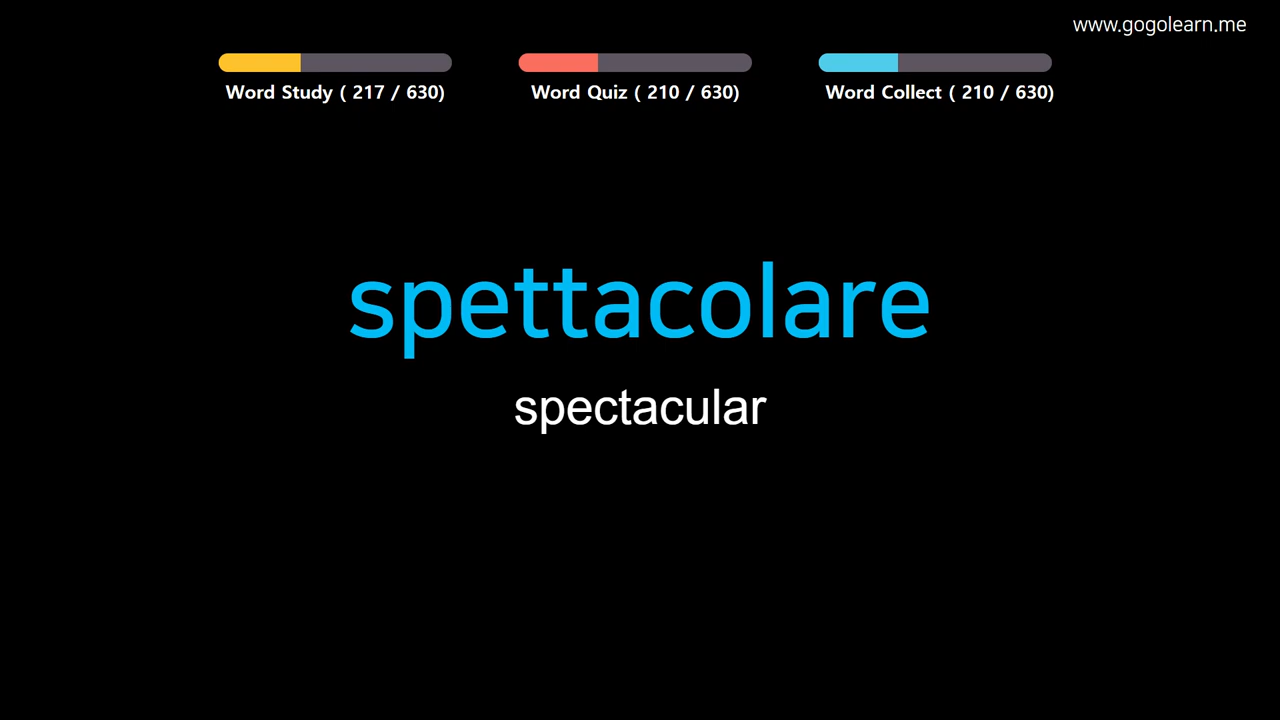 www.gogolearn.me
Word Study ( 217 / 630)
Word Quiz ( 210 / 630)
Word Collect ( 210 / 630)
spettacolare
spectacular